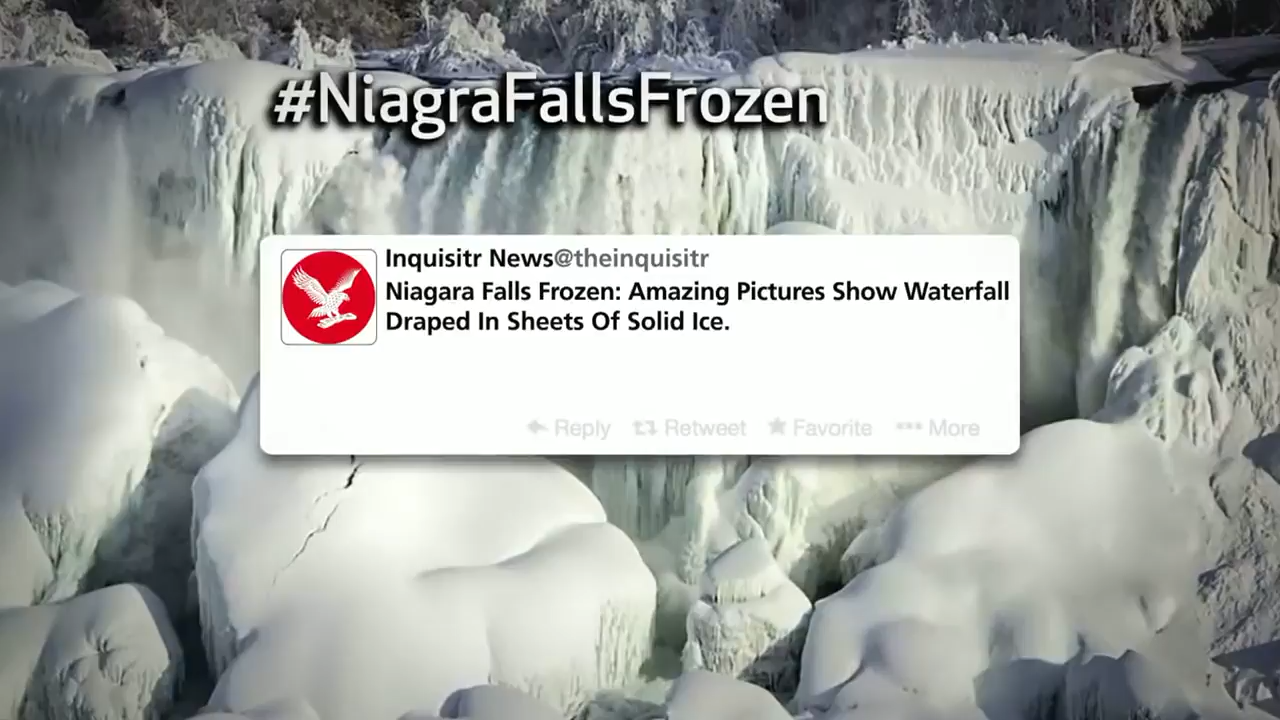 #NiagraFallsFrozen
Inquisitr News@theinquisitr
Niagara Falls Frozen: Amazing Pictures Show Waterfall
Draped In Sheets Of Solid Ice.
Reply Retweet Favorite More